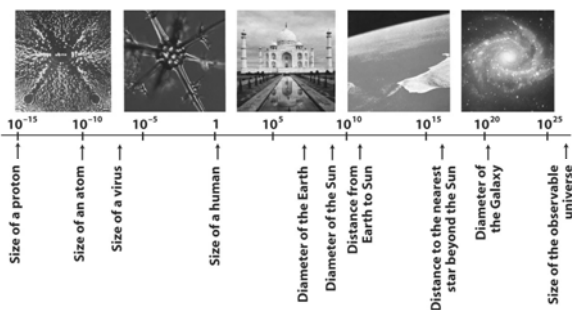 10⁻¹⁵ 10⁻¹⁰ 10⁻⁵ 1 10⁵ 10¹⁰ 10¹⁵ 10²⁰ 10²⁵
Size of a proton
Size of an atom
Size of a virus
Size of a human
Diameter of the Earth
Diameter of the Sun
Distance from
Earth to Sun
Distance to the nearest
star beyond the Sun
Diameter of
the Galaxy
Size of the observable
universe